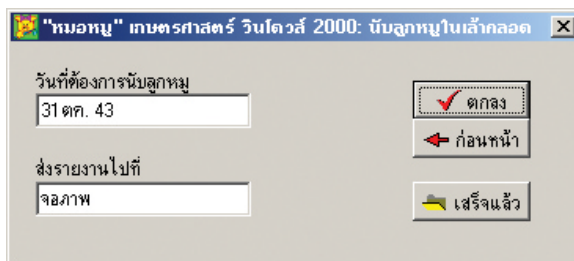 "หมอหมู" เกษตรศาสตร์ วินโดวส์ 2000: นับลูกหมูในเล้าคลอด
วันที่ต้องการนับลูกหมู
31 ตค. 43
ตกลง
ก่อนหน้า
ส่งรายงานไปที่
จอภาพ
เสร็จแล้ว